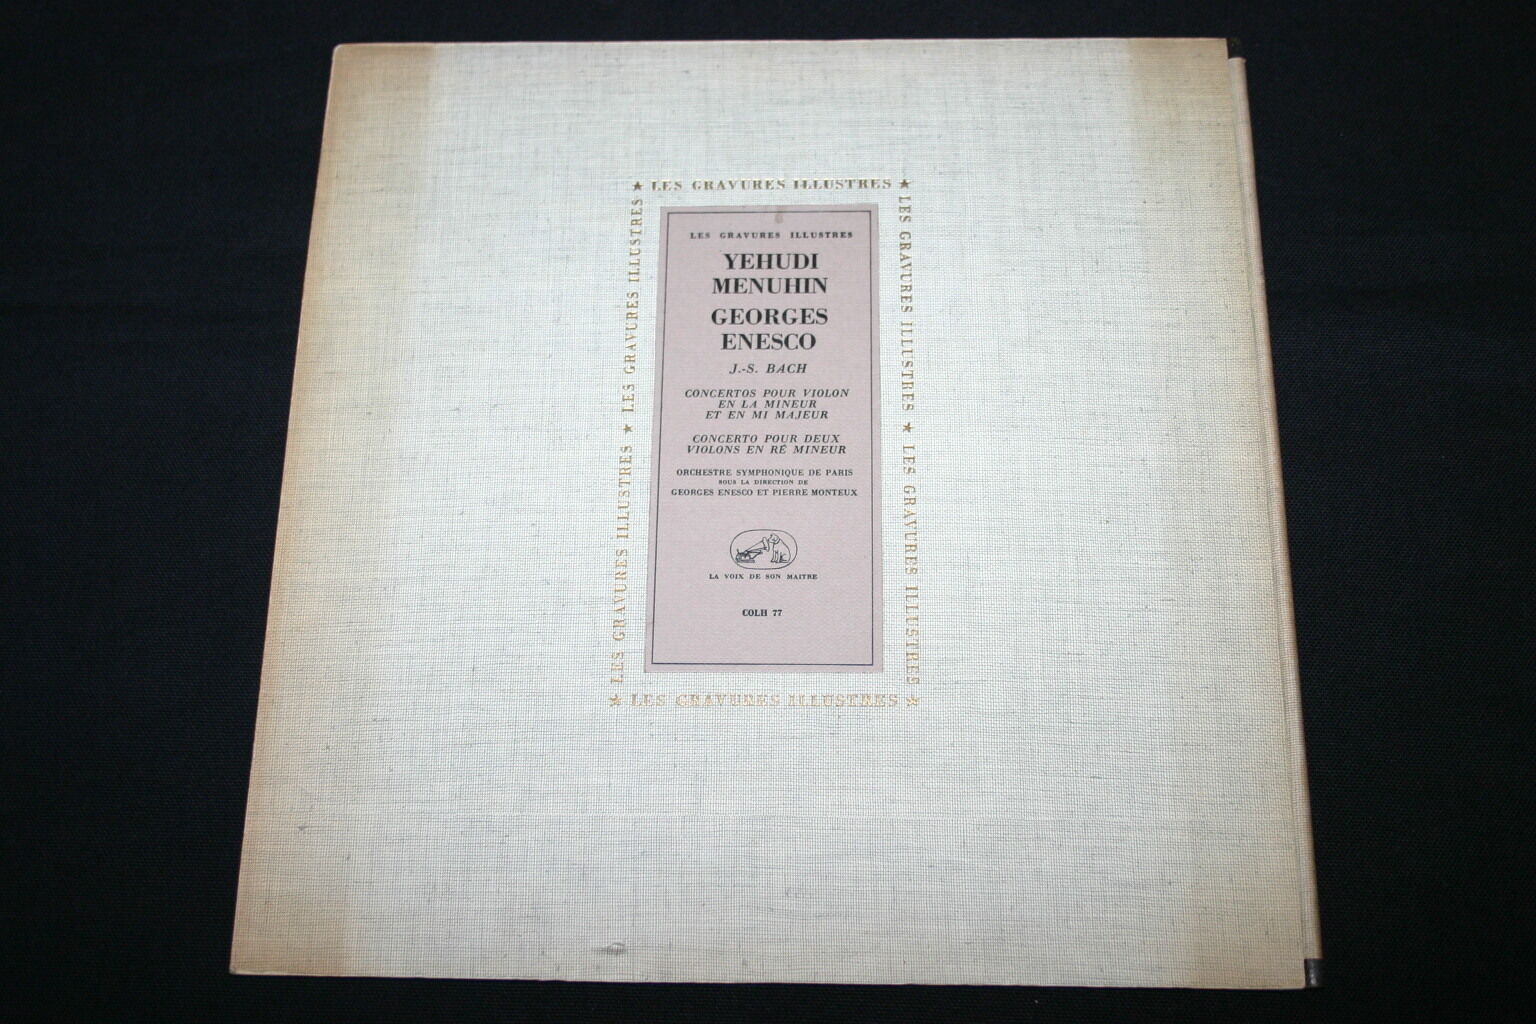 ★ LES GRAVURES ILLUSTRES ★
LES GRAVURES ILLUSTRES ★ LES GRAVURES ILLUSTRES
LES GRAVURES ILLUSTRES ★ LES GRAVURES ILLUSTRES
LES GRAVURES ILLUSTRES
YEHUDI
MENUHIN
GEORGES
ENESCO
J.-S. BACH
CONCERTOS POUR VIOLON
EN LA MINEUR
ET EN MI MAJEUR
CONCERTO POUR DEUX
VIOLONS EN RÉ MINEUR
ORCHESTRE SYMPHONIQUE DE PARIS
SOUS LA DIRECTION DE
GEORGES ENESCO ET PIERRE MONTEUX
LA VOIX DE SON MAITRE
COLH 77
★ LES GRAVURES ILLUSTRES ★